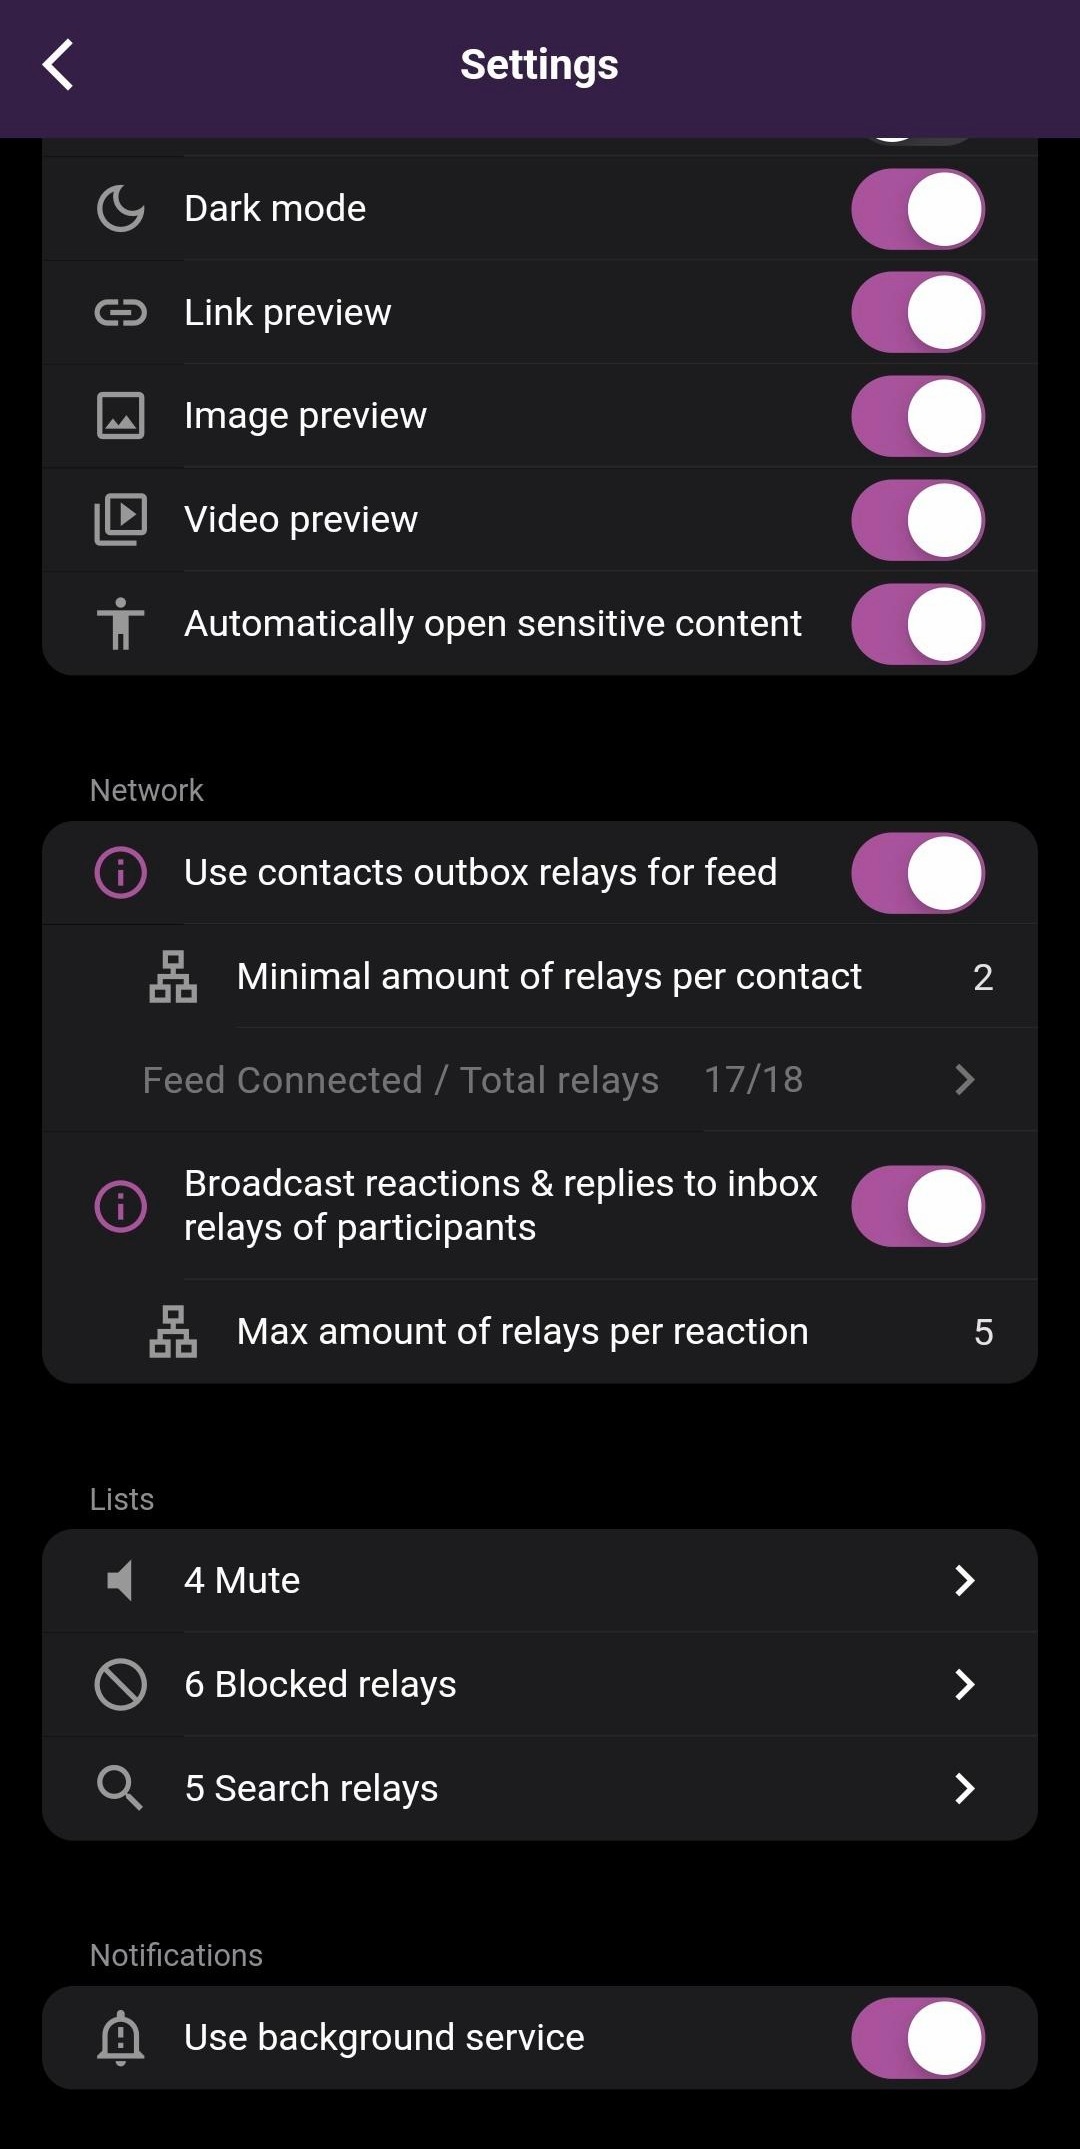 Settings
Dark mode
Link preview
Image preview
Video preview
Automatically open sensitive content
Network
Use contacts outbox relays for feed
Minimal amount of relays per contact 2
Feed Connected / Total relays 17/18
Broadcast reactions & replies to inbox
relays of participants
Max amount of relays per reaction 5
Lists
4 Mute
6 Blocked relays
5 Search relays
Notifications
Use background service